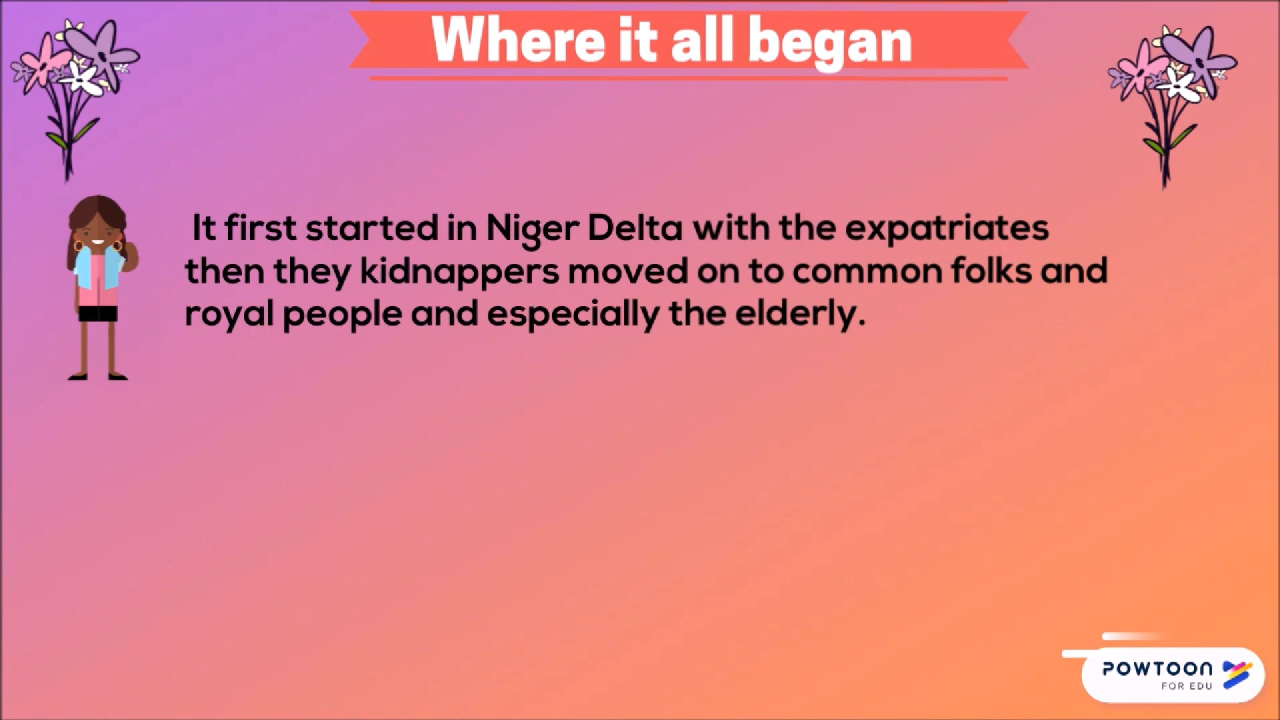 Where it all began
It first started in Niger Delta with the expatriates
then they kidnappers moved on to common folks and
royal people and especially the elderly.
POWTOON
FOR EDU